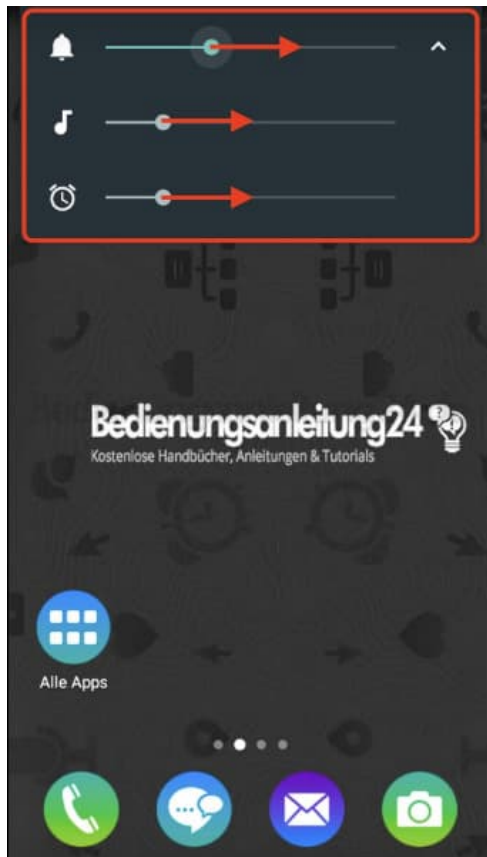 Bedienungsanleitung24
Kostenlose Handbücher, Anleitungen & Tutorials
Alle Apps